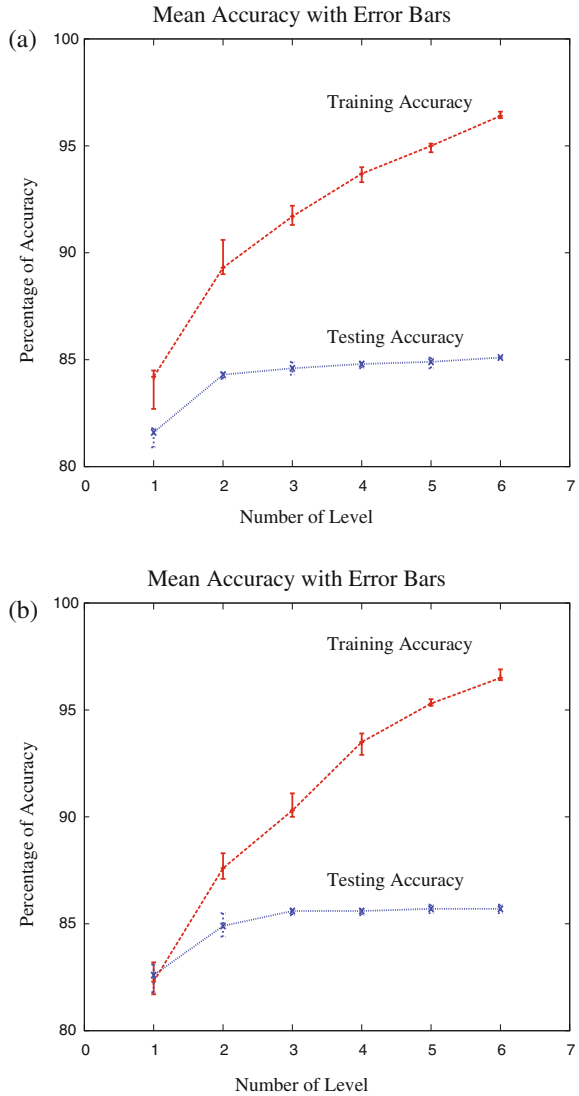 Mean Accuracy with Error Bars
(a)
100
95
90
85
80
Percentage of Accuracy
Training Accuracy
Testing Accuracy
0 1 2 3 4 5 6 7
Number of Level
Mean Accuracy with Error Bars
(b)
100
95
90
85
80
Percentage of Accuracy
Training Accuracy
Testing Accuracy
0 1 2 3 4 5 6 7
Number of Level